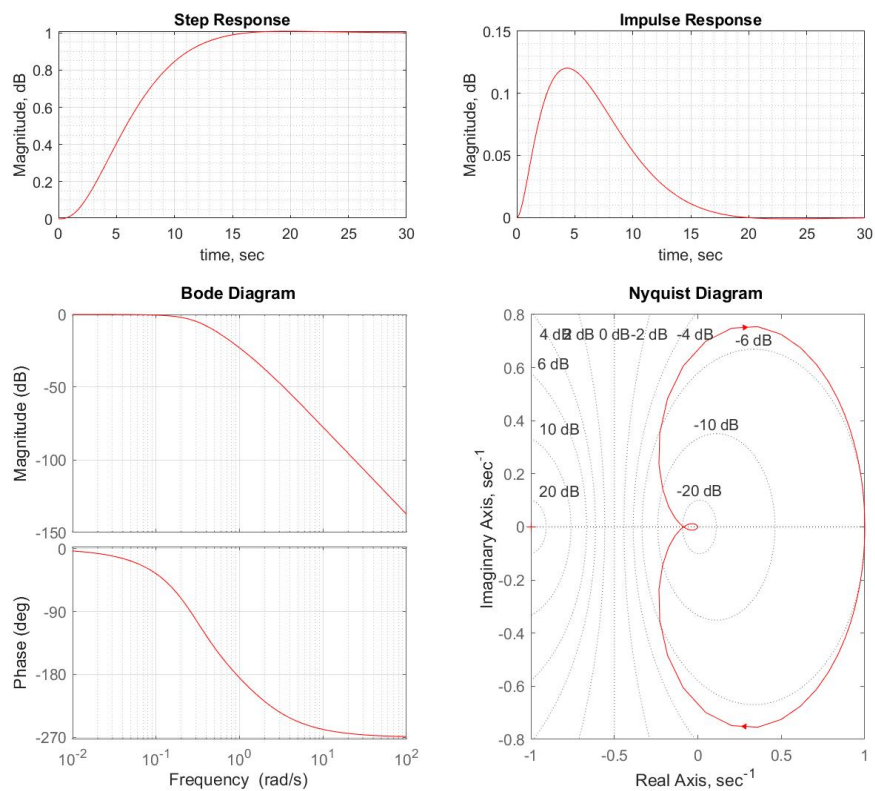 Step Response
Magnitude, dB
1
0.8
0.6
0.4
0.2
0
0 5 10 15 20 25 30
time, sec
Impulse Response
Magnitude, dB
0.15
0.1
0.05
0
0 5 10 15 20 25 30
time, sec
Bode Diagram
Magnitude (dB)
0
-50
-100
-150
Phase (deg)
0
-90
-180
-270
10-2 10-1 100 101 102
Frequency (rad/s)
Nyquist Diagram
Imaginary Axis, sec-1
0.8
0.6
0.4
0.2
0
-0.2
-0.4
-0.6
-0.8
4 dB 2 dB 0 dB -2 dB -4 dB
-6 dB
6 dB
10 dB
-10 dB
20 dB
-20 dB
-1 -0.5 0 0.5 1
Real Axis, sec-1